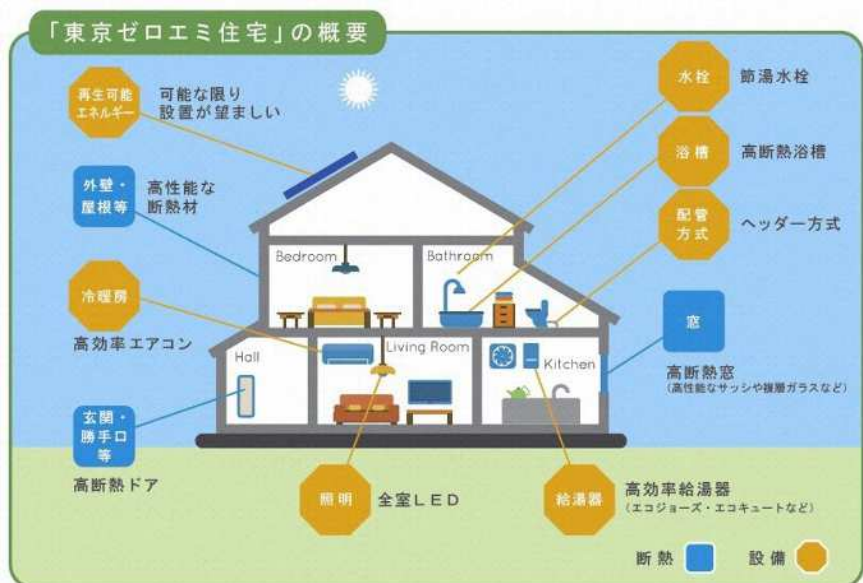 「東京ゼロエミ住宅」の概要
再生可能
エネルギー
可能な限り
設置が望ましい
水栓
節湯水栓
外壁・
屋根等
高性能な
断熱材
浴槽
高断熱浴槽
配管
方式
ヘッダー方式
Bedroom
Bathroom
冷暖房
高効率エアコン
窓
高断熱窓
(高性能なサッシや複層ガラスなど)
Hall
Living Room
Kitchen
玄関・
勝手口
等
高断熱ドア
照明
全室LED
給湯器
高効率給湯器
(エコジョーズ・エコキュートなど)
断熱
設備